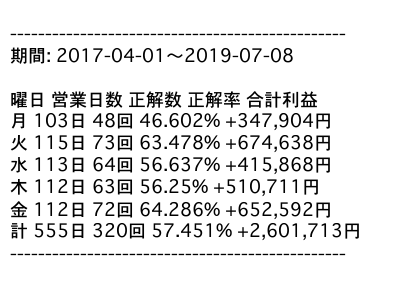 ------------------------------------------------
期間: 2017-04-01〜2019-07-08
曜日 営業日数 正解数 正解率 合計利益
月 103日 48回 46.602% +347,904円
火 115日 73回 63.478% +674,638円
水 113日 64回 56.637% +415,868円
木 112日 63回 56.25% +510,711円
金 112日 72回 64.286% +652,592円
計 555日 320回 57.451% +2,601,713円
------------------------------------------------